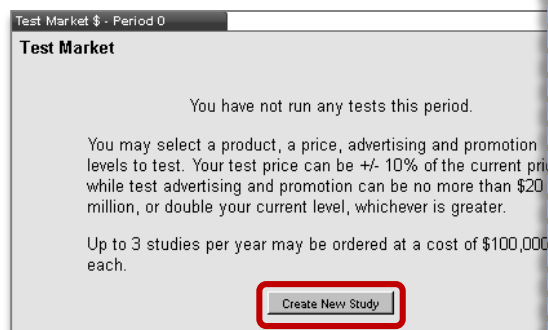 Test Market $ - Period 0
Test Market
You have not run any tests this period.
You may select a product, a price, advertising and promotion
levels to test. Your test price can be +/- 10% of the current
while test advertising and promotion can be no more than $20
million, or double your current level, whichever is greater.
Up to 3 studies per year may be ordered at a cost of $100,000
each.
Create New Study